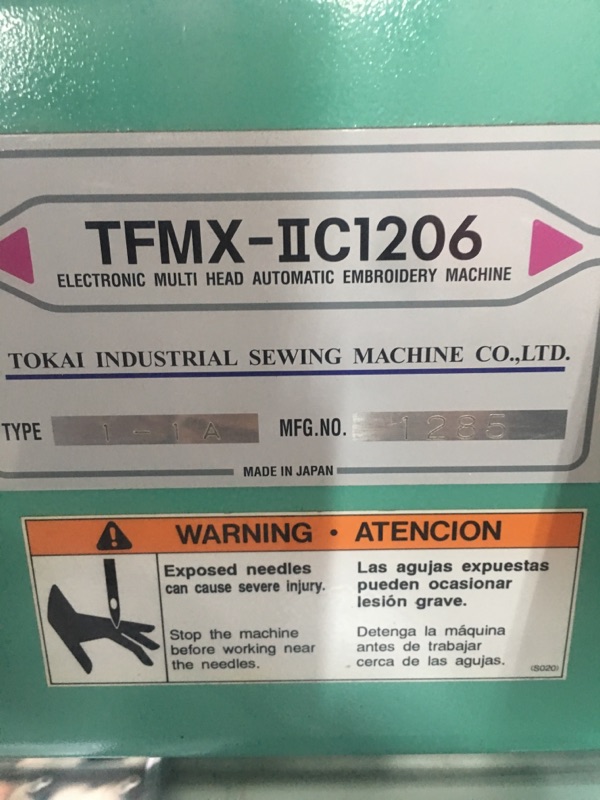 TFMX-IIC1206
ELECTRONIC MULTI HEAD AUTOMATIC EMBROIDERY MACHINE
TOKAI INDUSTRIAL SEWING MACHINE CO.,LTD.
TYPE 1-1A MFG.NO. 1285
MADE IN JAPAN
WARNING • ATENCION
Exposed needles
can cause severe injury.
Stop the machine
before working near
the needles.
Las agujas expuestas
pueden ocasionar
lesión grave.
Detenga la máquina
antes de trabajar
cerca de las agujas.
(S020)